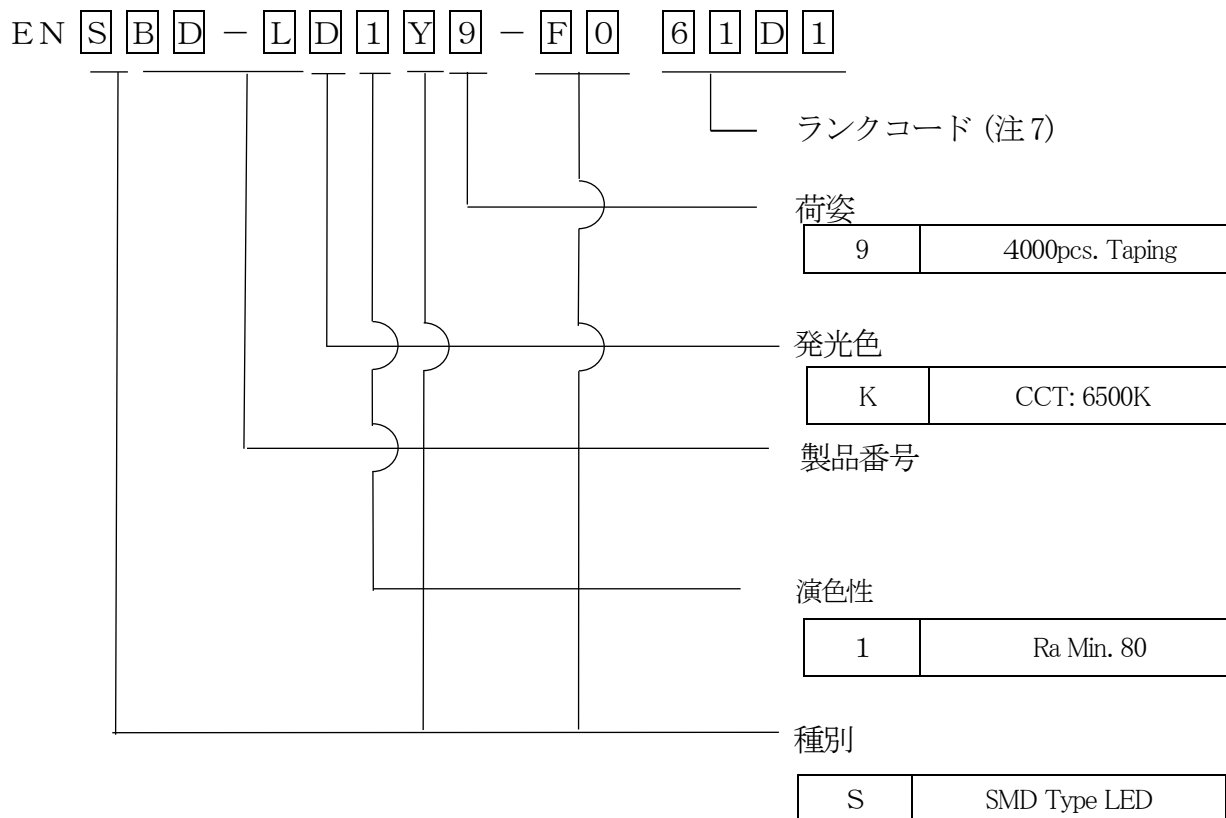 EN S B D － L D 1 Y 9 － F 0 6 1 D 1
ランクコード (注7)
荷姿
9 4000pcs. Taping
発光色
K CCT: 6500K
製品番号
演色性
1 Ra Min. 80
種別
S SMD Type LED